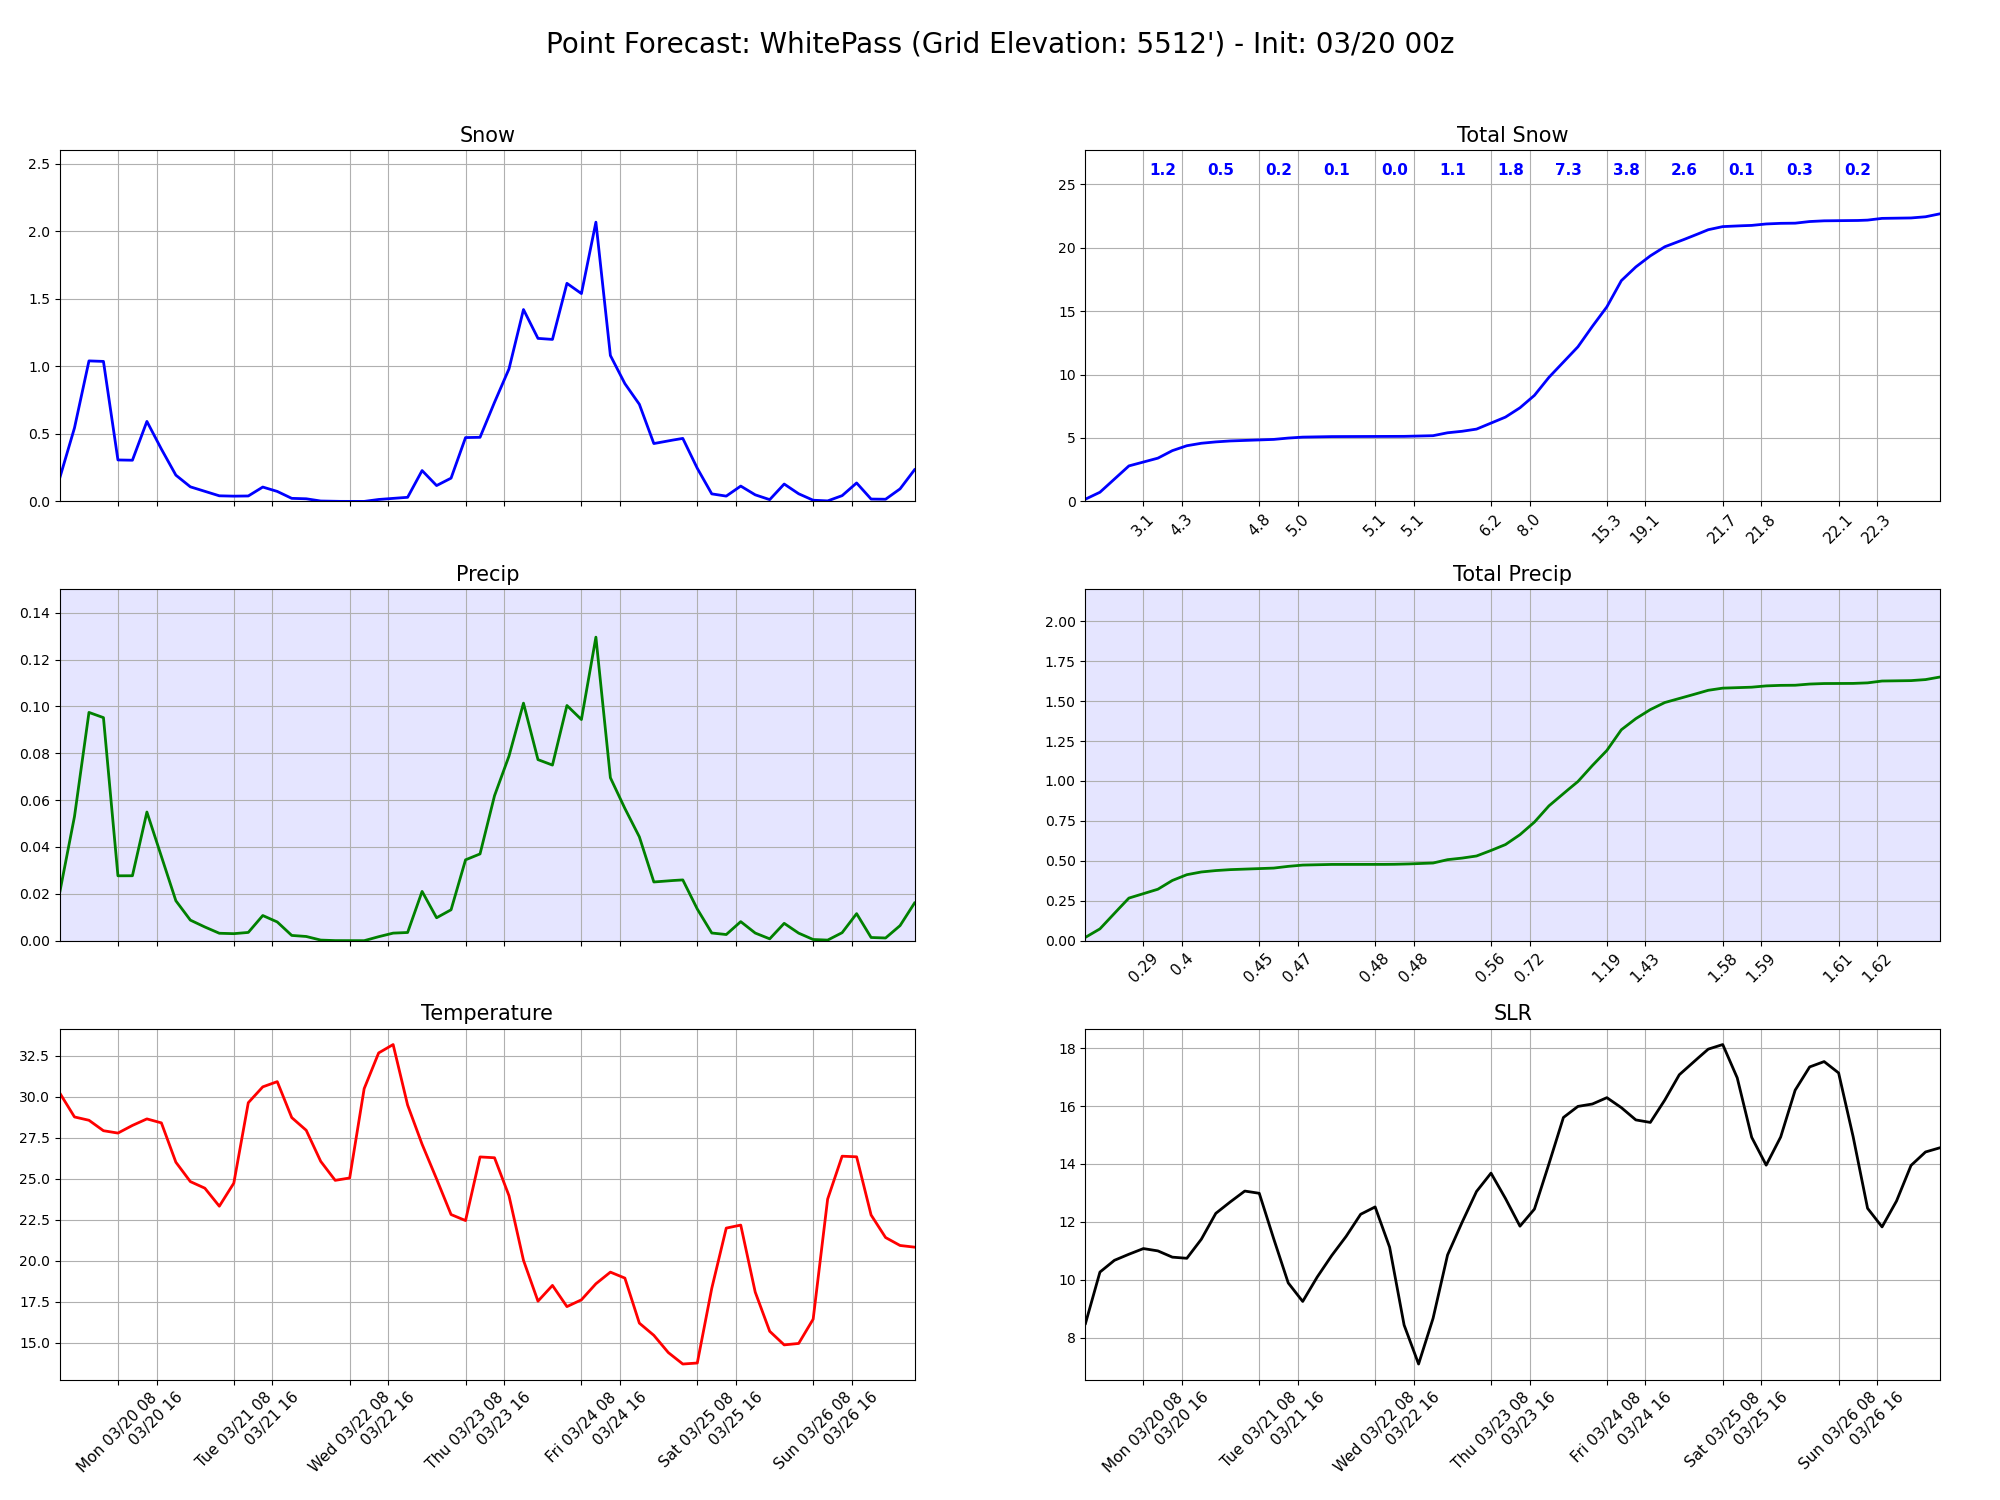 Point Forecast: WhitePass (Grid Elevation: 5512') - Init: 03/20 00z
Snow
2.5
2.0
1.5
1.0
0.5
0.0
Total Snow
1.2 0.5 0.2 0.1 0.0 1.1 1.8 7.3 3.8 2.6 0.1 0.3 0.2
25
20
15
10
5
0
3.1 4.3 4.8 5.0 5.1 5.1 6.2 8.0 15.3 19.1 21.7 21.8 22.1 22.3
Precip
0.14
0.12
0.10
0.08
0.06
0.04
0.02
0.00
Total Precip
2.00
1.75
1.50
1.25
1.00
0.75
0.50
0.25
0.00
0.29 0.4 0.45 0.47 0.48 0.48 0.56 0.72 1.19 1.43 1.58 1.59 1.61 1.62
Temperature
32.5
30.0
27.5
25.0
22.5
20.0
17.5
15.0
Mon 03/20 08
03/20 16
Tue 03/21 08
03/21 16
Wed 03/22 08
03/22 16
Thu 03/23 08
03/23 16
Fri 03/24 08
03/24 16
Sat 03/25 08
03/25 16
Sun 03/26 08
03/26 16
SLR
18
16
14
12
10
8
Mon 03/20 08
03/20 16
Tue 03/21 08
03/21 16
Wed 03/22 08
03/22 16
Thu 03/23 08
03/23 16
Fri 03/24 08
03/24 16
Sat 03/25 08
03/25 16
Sun 03/26 08
03/26 16